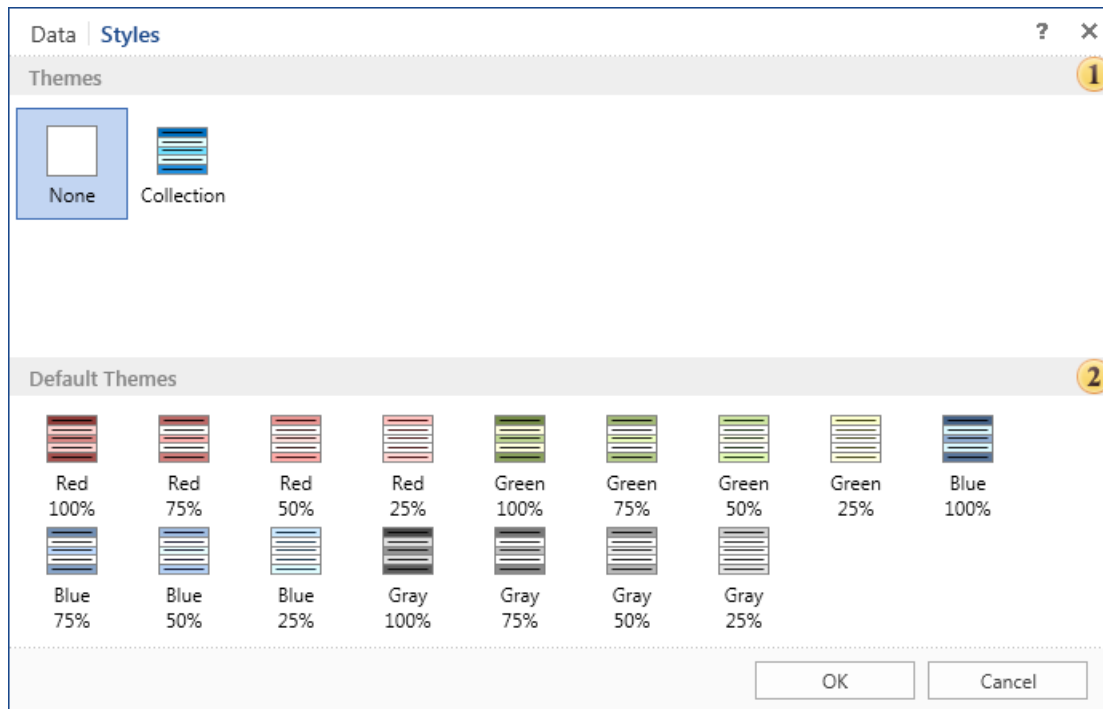 Data Styles ? ×
Themes 1
None Collection
Default Themes 2
Red Red Red Red Green Green Green Green Blue
100% 75% 50% 25% 100% 75% 50% 25% 100%
Blue Blue Blue Gray Gray Gray Gray
75% 50% 25% 100% 75% 50% 25%
OK Cancel